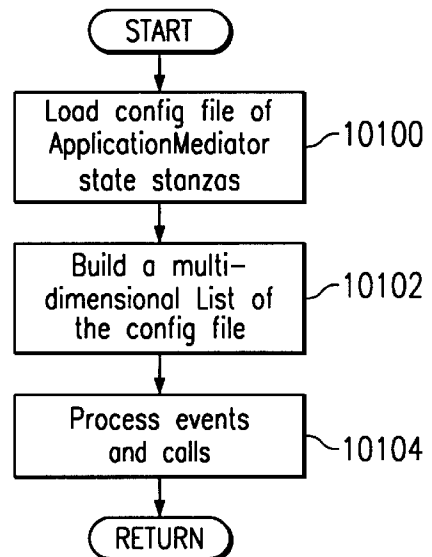 START
Load config file of
ApplicationMediator
state stanzas
10100
Build a multi-
dimensional List of
the config file
10102
Process events
and calls
10104
RETURN